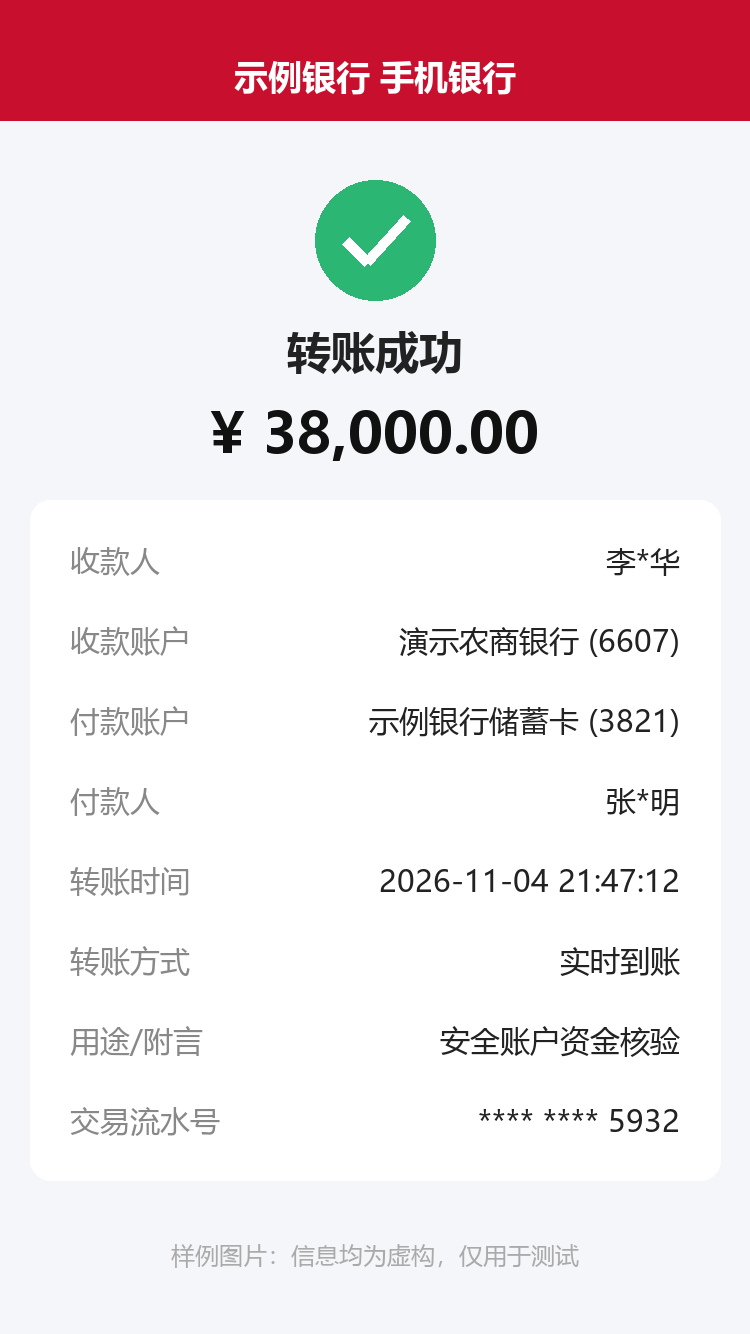 示例银行 手机银行
转账成功
¥ 38,000.00
收款人 李*华
收款账户 演示农商银行 (6607)
付款账户 示例银行储蓄卡 (3821)
付款人 张*明
转账时间 2026-11-04 21:47:12
转账方式 实时到账
用途/附言 安全账户资金核验
交易流水号 **** **** 5932
样例图片：信息均为虚构，仅用于测试